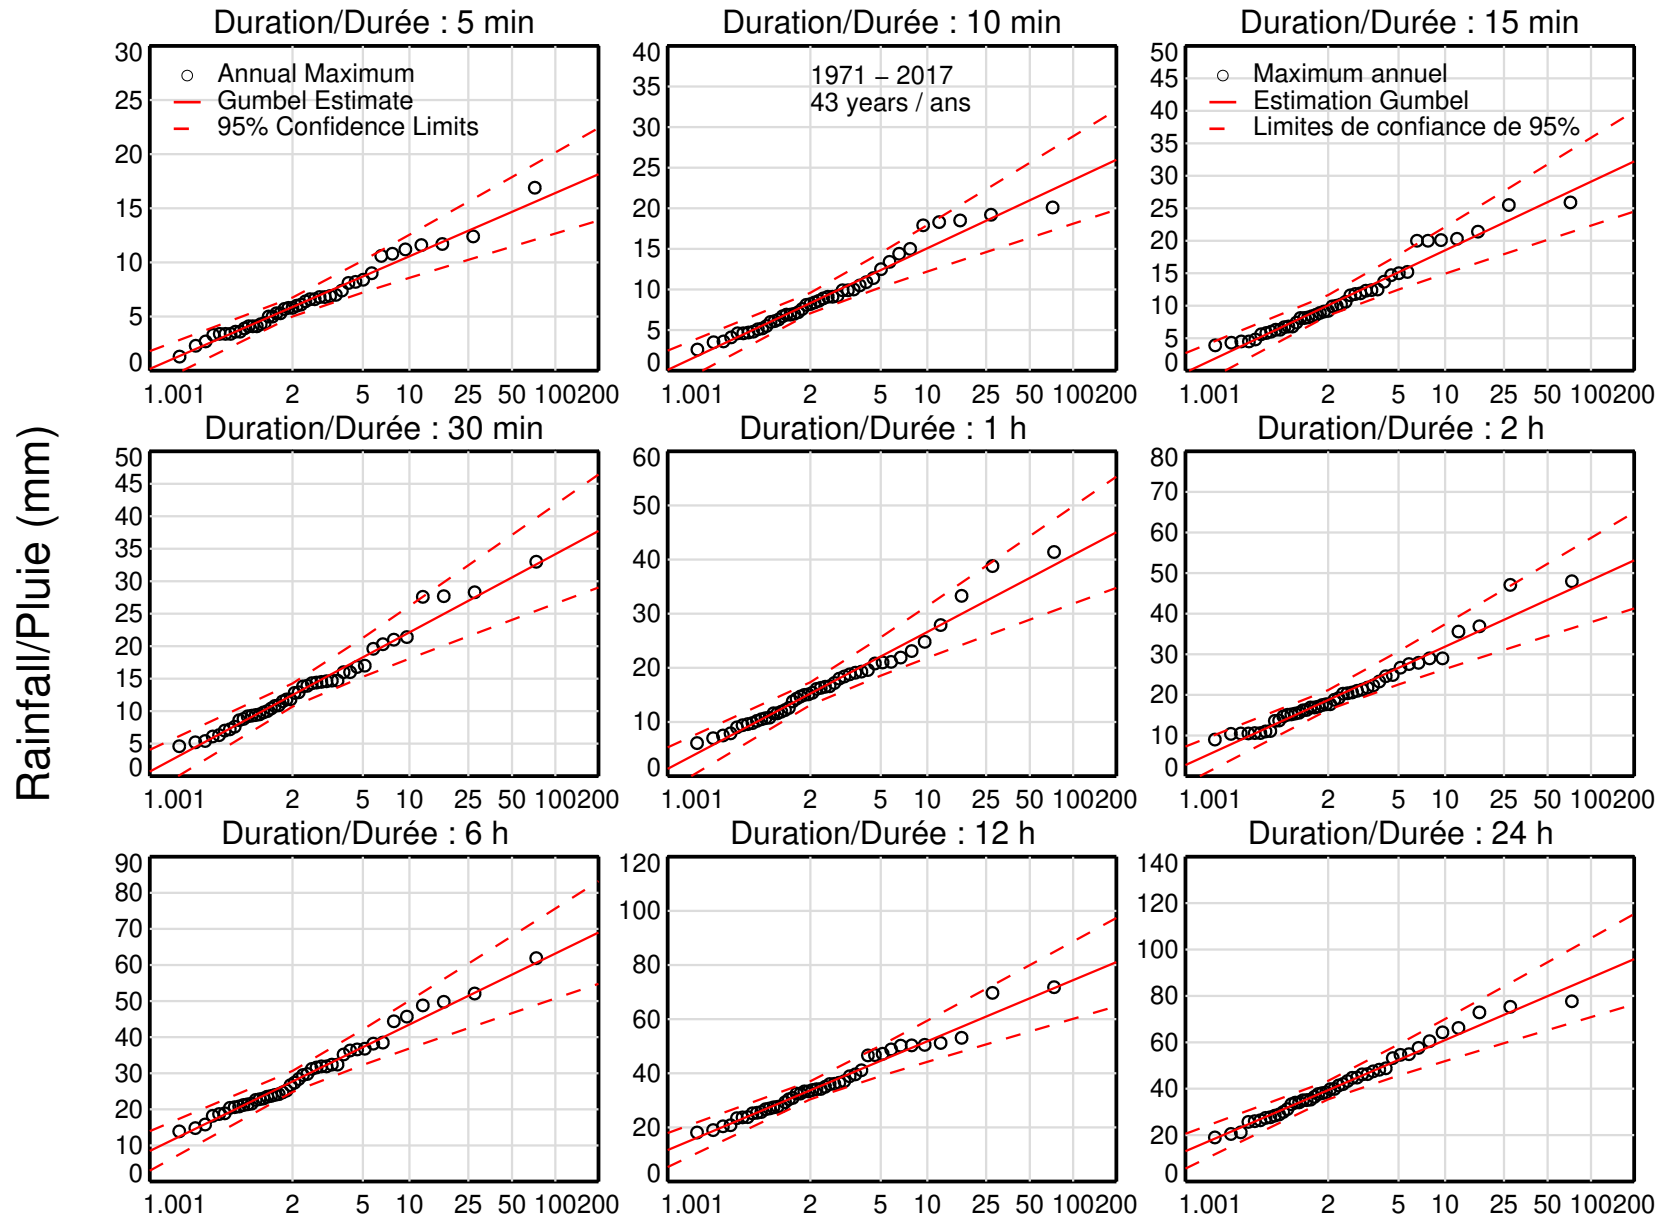 Duration/Durée : 5 min
Duration/Durée : 10 min
Duration/Durée : 15 min
30
25
20
15
10
5
0
○ Annual Maximum
Gumbel Estimate
95% Confidence Limits
1.001 2 5 10 25 50 100 200
40
35
30
25
20
15
10
5
0
1971 – 2017
43 years / ans
1.001 2 5 10 25 50 100 200
50
45
40
35
30
25
20
15
10
5
0
○ Maximum annuel
Estimation Gumbel
Limites de confiance de 95%
1.001 2 5 10 25 50 100 200
Rainfall/Pluie (mm)
Duration/Durée : 30 min
Duration/Durée : 1 h
Duration/Durée : 2 h
50
45
40
35
30
25
20
15
10
5
0
1.001 2 5 10 25 50 100 200
60
50
40
30
20
10
0
1.001 2 5 10 25 50 100 200
80
70
60
50
40
30
20
10
0
1.001 2 5 10 25 50 100 200
Duration/Durée : 6 h
Duration/Durée : 12 h
Duration/Durée : 24 h
90
80
70
60
50
40
30
20
10
0
1.001 2 5 10 25 50 100 200
120
100
80
60
40
20
0
1.001 2 5 10 25 50 100 200
140
120
100
80
60
40
20
0
1.001 2 5 10 25 50 100 200